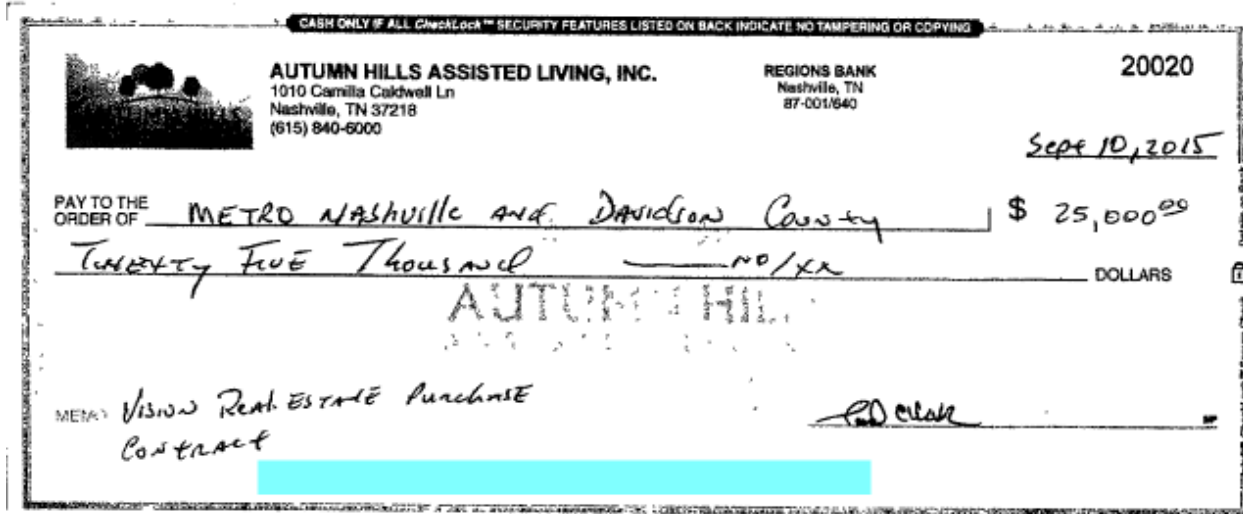 CASH ONLY IF ALL CheckLock™ SECURITY FEATURES LISTED ON BACK INDICATE NO TAMPERING OR COPYING
AUTUMN HILLS ASSISTED LIVING, INC.
1010 Camilla Caldwell Ln
Nashville, TN 37218
(615) 840-6000
REGIONS BANK
Nashville, TN
87-001/640
20020
Sept 10, 2015
PAY TO THE ORDER OF METRO NAshville and DAvidson County $ 25,000 00
Twenty Five Thousand — NO/xx DOLLARS
AUTUMN HIL
MEMO Vision Real Estate Purchase
Contract